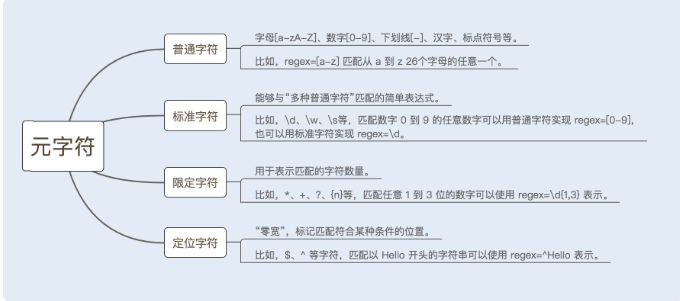 元字符
普通字符
字母[a-zA-Z]、数字[0-9]、下划线[-]、汉字、标点符号等。
比如，regex=[a-z] 匹配从 a 到 z 26个字母的任意一个。
标准字符
能够与“多种普通字符”匹配的简单表达式。
比如，\d、\w、\s等，匹配数字 0 到 9 的任意数字可以用普通字符实现 regex=[0-9]，
也可以用标准字符实现 regex=\d。
限定字符
用于表示匹配的字符数量。
比如，*、+、?、{n}等，匹配任意 1 到 3 位的数字可以使用 regex=\d{1,3} 表示。
定位字符
“零宽”，标记匹配符合某种条件的位置。
比如，$、^ 等字符，匹配以 Hello 开头的字符串可以使用 regex=^Hello 表示。